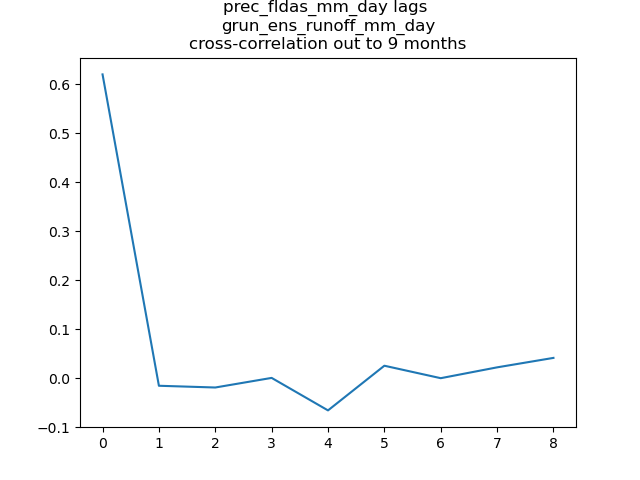 prec_fldas_mm_day lags
grun_ens_runoff_mm_day
cross-correlation out to 9 months
0.6
0.5
0.4
0.3
0.2
0.1
0.0
−0.1
0 1 2 3 4 5 6 7 8